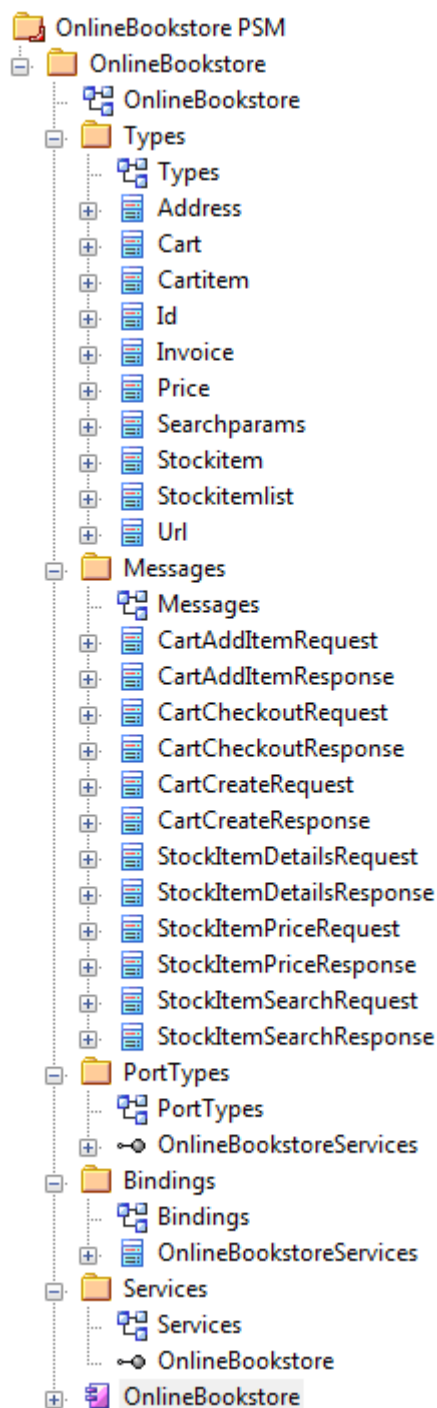 OnlineBookstore PSM
OnlineBookstore
OnlineBookstore
Types
Types
Address
Cart
Cartitem
Id
Invoice
Price
Searchparams
Stockitem
Stockitemlist
Url
Messages
Messages
CartAddItemRequest
CartAddItemResponse
CartCheckoutRequest
CartCheckoutResponse
CartCreateRequest
CartCreateResponse
StockItemDetailsRequest
StockItemDetailsResponse
StockItemPriceRequest
StockItemPriceResponse
StockItemSearchRequest
StockItemSearchResponse
PortTypes
PortTypes
OnlineBookstoreServices
Bindings
Bindings
OnlineBookstoreServices
Services
Services
OnlineBookstore
OnlineBookstore